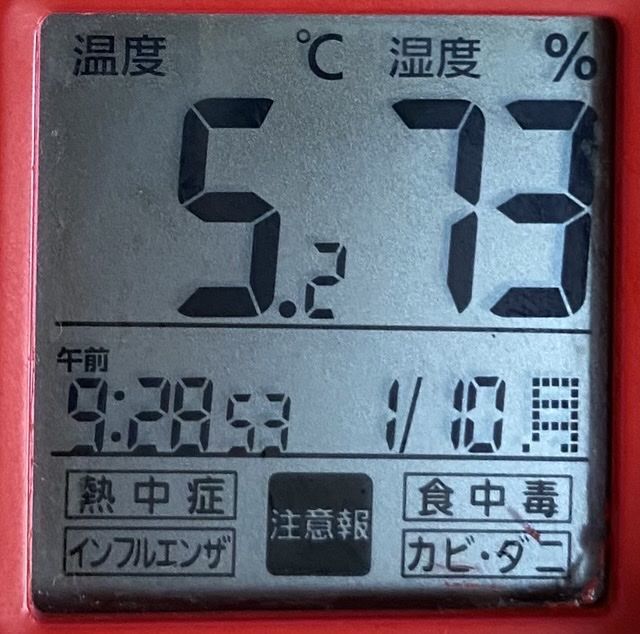 温度 ℃ 湿度 %
5.2 73
午前
9:28 53 1/10 月
熱中症 注意報 食中毒
インフルエンザ カビ・ダニ